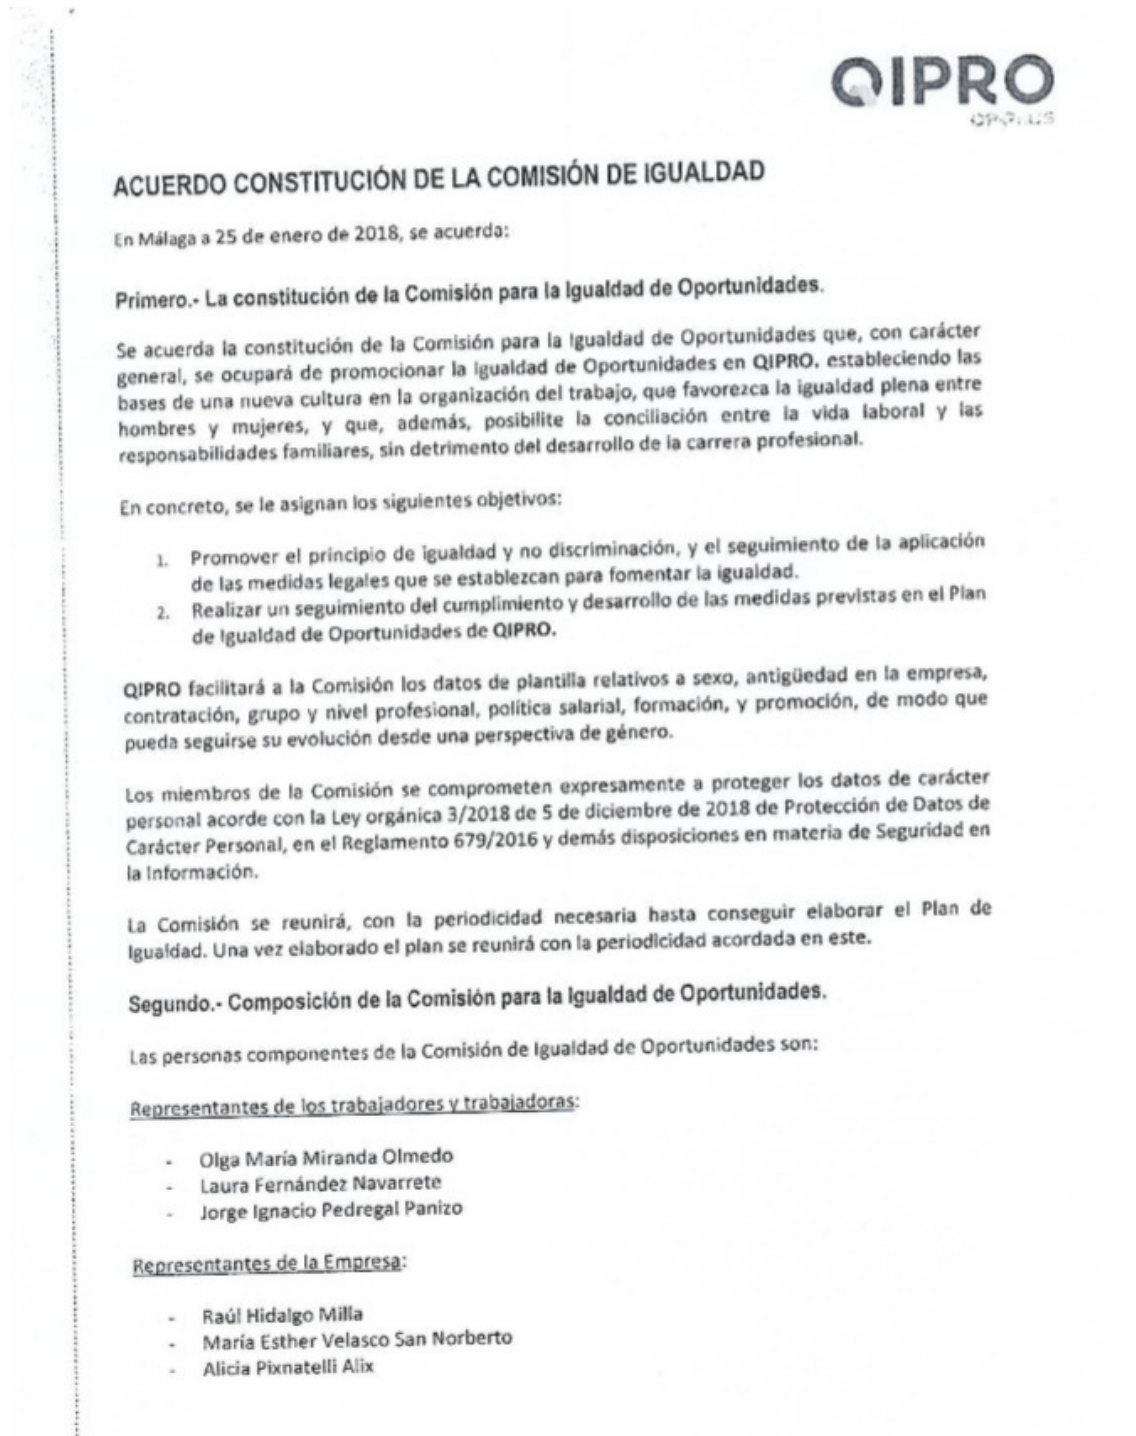 QIPRO
OP PLUS
ACUERDO CONSTITUCIÓN DE LA COMISIÓN DE IGUALDAD
En Málaga a 25 de enero de 2018, se acuerda:
Primero.- La constitución de la Comisión para la Igualdad de Oportunidades.
Se acuerda la constitución de la Comisión para la Igualdad de Oportunidades que, con carácter
general, se ocupará de promocionar la Igualdad de Oportunidades en QIPRO. estableciendo las
bases de una nueva cultura en la organización del trabajo, que favorezca la igualdad plena entre
hombres y mujeres, y que, además, posibilite la conciliación entre la vida laboral y las
responsabilidades familiares, sin detrimento del desarrollo de la carrera profesional.
En concreto, se le asignan los siguientes objetivos:
1. Promover el principio de igualdad y no discriminación, y el seguimiento de la aplicación
de las medidas legales que se establezcan para fomentar la igualdad.
2. Realizar un seguimiento del cumplimiento y desarrollo de las medidas previstas en el Plan
de Igualdad de Oportunidades de QIPRO.
QIPRO facilitará a la Comisión los datos de plantilla relativos a sexo, antigüedad en la empresa,
contratación, grupo y nivel profesional, política salarial, formación, y promoción, de modo que
pueda seguirse su evolución desde una perspectiva de género.
Los miembros de la Comisión se comprometen expresamente a proteger los datos de carácter
personal acorde con la Ley orgánica 3/2018 de 5 de diciembre de 2018 de Protección de Datos de
Carácter Personal, en el Reglamento 679/2016 y demás disposiciones en materia de Seguridad en
la Información.
La Comisión se reunirá, con la periodicidad necesaria hasta conseguir elaborar el Plan de
Igualdad. Una vez elaborado el plan se reunirá con la periodicidad acordada en este.
Segundo.- Composición de la Comisión para la Igualdad de Oportunidades.
Las personas componentes de la Comisión de Igualdad de Oportunidades son:
Representantes de los trabajadores y trabajadoras:
- Olga María Miranda Olmedo
- Laura Fernández Navarrete
- Jorge Ignacio Pedregal Panizo
Representantes de la Empresa:
- Raúl Hidalgo Milla
- María Esther Velasco San Norberto
- Alicia Pixnatelli Alix